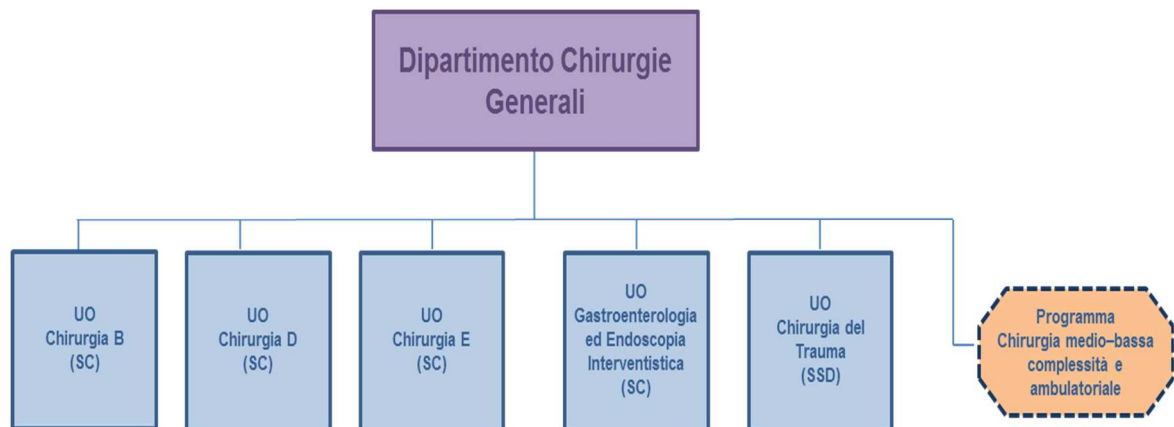 Dipartimento Chirurgie
Generali
UO
Chirurgia B
(SC)
UO
Chirurgia D
(SC)
UO
Chirurgia E
(SC)
UO
Gastroenterologia
ed Endoscopia
Interventistica
(SC)
UO
Chirurgia del
Trauma
(SSD)
Programma
Chirurgia medio–bassa
complessità e
ambulatoriale